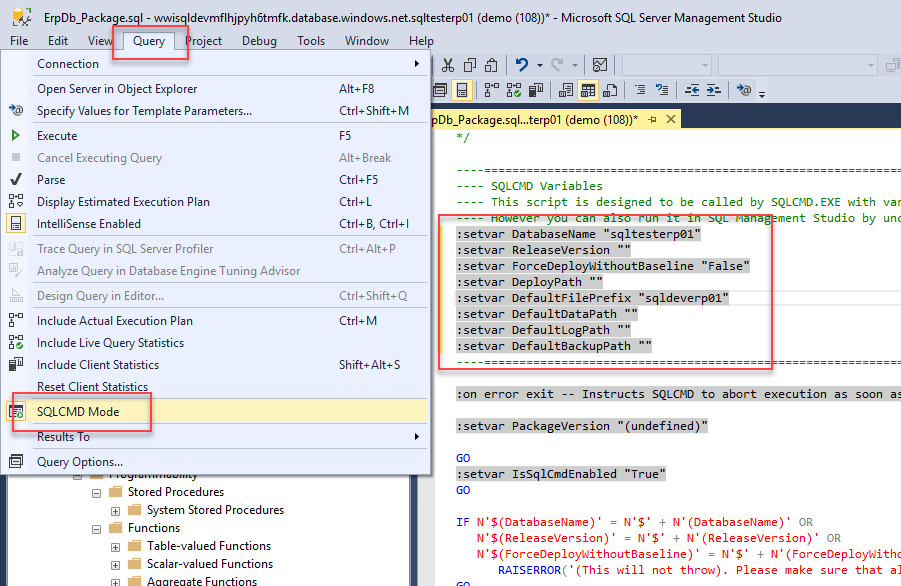 ErpDb_Package.sql - wwisqldevmflhjpyh6tmfk.database.windows.net.sqltesterp01 (demo (108))* - Microsoft SQL Server Management Studio
File Edit View Query Project Debug Tools Window Help
Connection
Open Server in Object Explorer Alt+F8
Specify Values for Template Parameters... Ctrl+Shift+M
Execute F5
Cancel Executing Query Alt+Break
Parse Ctrl+F5
Display Estimated Execution Plan Ctrl+L
IntelliSense Enabled Ctrl+B, Ctrl+I
Trace Query in SQL Server Profiler Ctrl+Alt+P
Analyze Query in Database Engine Tuning Advisor
Design Query in Editor... Ctrl+Shift+Q
Include Actual Execution Plan Ctrl+M
Include Live Query Statistics
Include Client Statistics Shift+Alt+S
Reset Client Statistics
SQLCMD Mode
Results To
Query Options...
Programmability
Stored Procedures
System Stored Procedures
Functions
Table-valued Functions
Scalar-valued Functions
Aggregate Functions
pDb_Package.sql...terp01 (demo (108))*
*/
----====================================================
---- SQLCMD Variables
---- This script is designed to be called by SQLCMD.EXE with var
---- However you can also run it in SQL Management Studio by unc
:setvar DatabaseName "sqltesterp01"
:setvar ReleaseVersion ""
:setvar ForceDeployWithoutBaseline "False"
:setvar DeployPath ""
:setvar DefaultFilePrefix "sqldeverp01"
:setvar DefaultDataPath ""
:setvar DefaultLogPath ""
:setvar DefaultBackupPath ""
----====================================================
:on error exit -- Instructs SQLCMD to abort execution as soon as
:setvar PackageVersion "(undefined)"
GO
:setvar IsSqlCmdEnabled "True"
GO
IF N'$(DatabaseName)' = N'$' + N'(DatabaseName)' OR
N'$(ReleaseVersion)' = N'$' + N'(ReleaseVersion)' OR
N'$(ForceDeployWithoutBaseline)' = N'$' + N'(ForceDeployWitho
RAISERROR('(This will not throw). Please make sure that al
GO